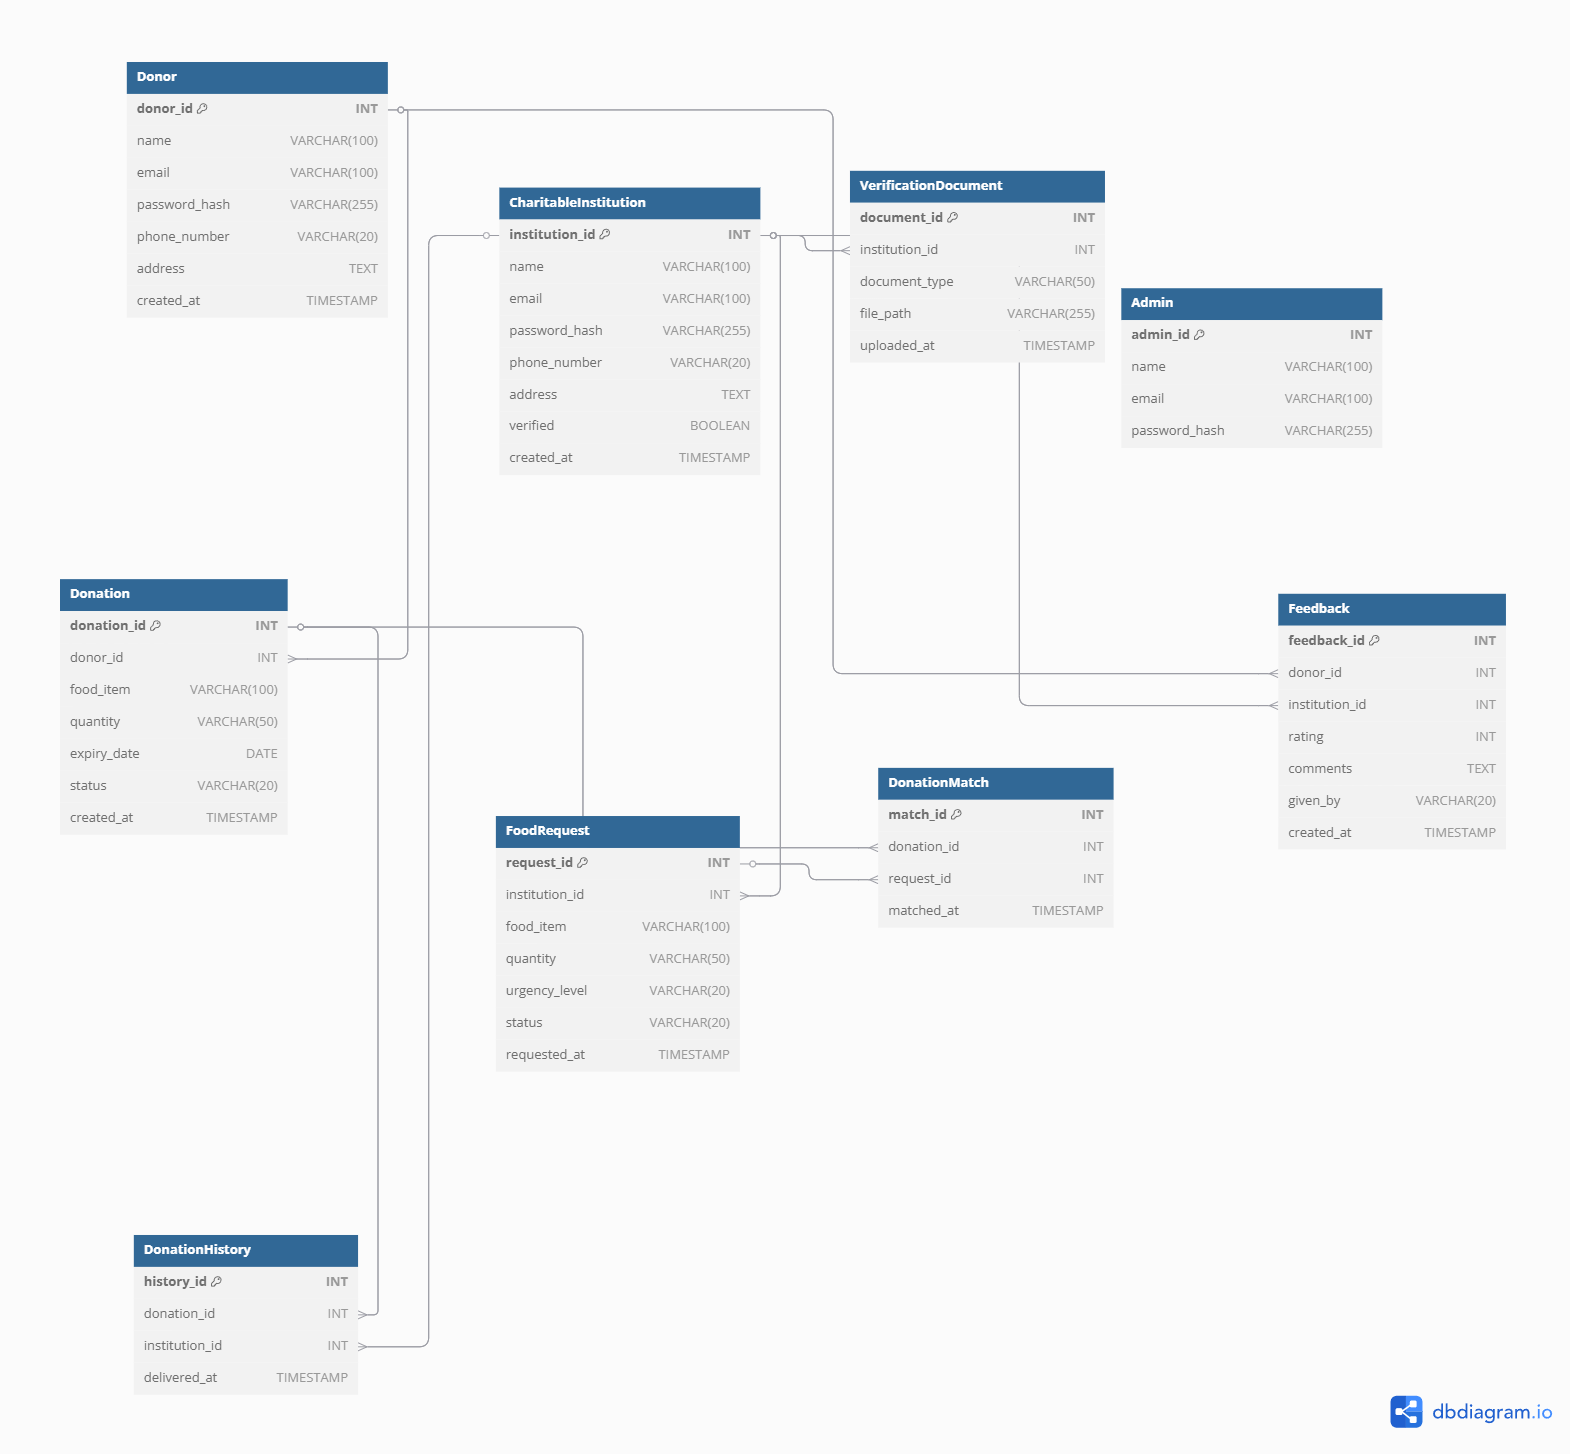 Donor
donor_id INT
name VARCHAR(100)
email VARCHAR(100)
password_hash VARCHAR(255)
phone_number VARCHAR(20)
address TEXT
created_at TIMESTAMP
CharitableInstitution
institution_id INT
name VARCHAR(100)
email VARCHAR(100)
password_hash VARCHAR(255)
phone_number VARCHAR(20)
address TEXT
verified BOOLEAN
created_at TIMESTAMP
VerificationDocument
document_id INT
institution_id INT
document_type VARCHAR(50)
file_path VARCHAR(255)
uploaded_at TIMESTAMP
Admin
admin_id INT
name VARCHAR(100)
email VARCHAR(100)
password_hash VARCHAR(255)
Donation
donation_id INT
donor_id INT
food_item VARCHAR(100)
quantity VARCHAR(50)
expiry_date DATE
status VARCHAR(20)
created_at TIMESTAMP
Feedback
feedback_id INT
donor_id INT
institution_id INT
rating INT
comments TEXT
given_by VARCHAR(20)
created_at TIMESTAMP
FoodRequest
request_id INT
institution_id INT
food_item VARCHAR(100)
quantity VARCHAR(50)
urgency_level VARCHAR(20)
status VARCHAR(20)
requested_at TIMESTAMP
DonationMatch
match_id INT
donation_id INT
request_id INT
matched_at TIMESTAMP
DonationHistory
history_id INT
donation_id INT
institution_id INT
delivered_at TIMESTAMP
dbdiagram.io